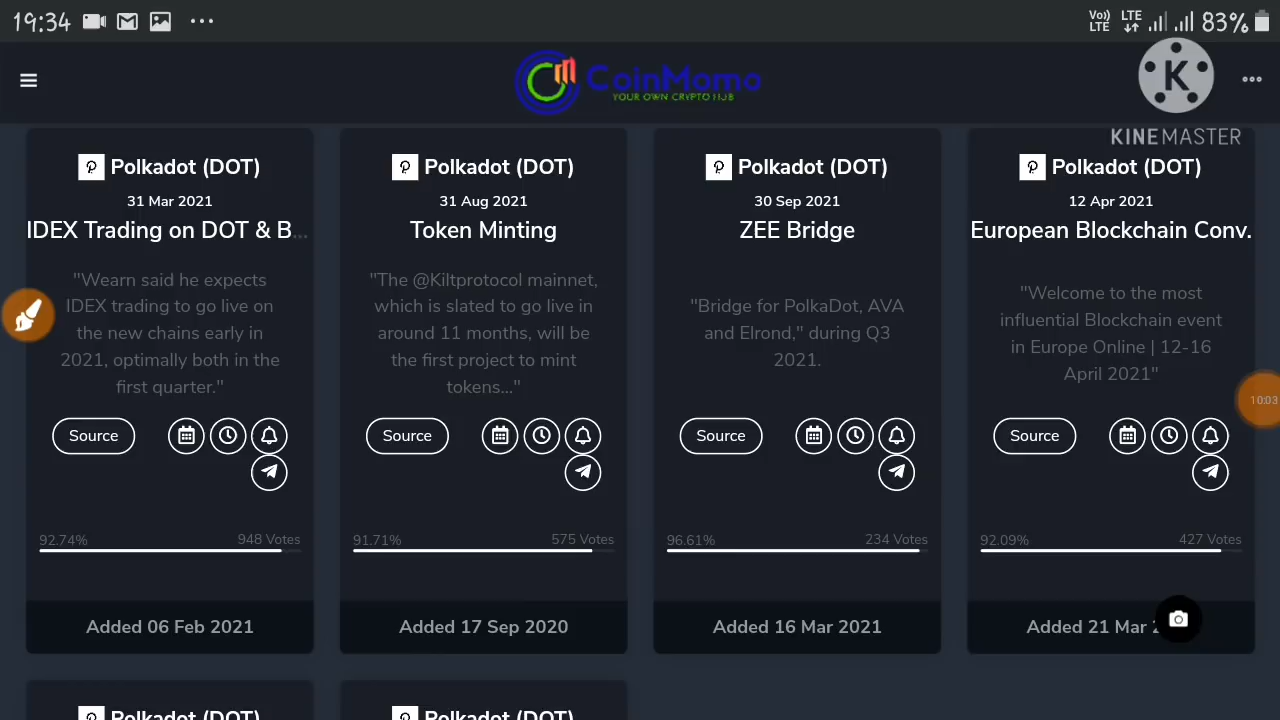 19:34
Vo)) LTE LTE 83%
CoinMomo
YOUR OWN CRYPTO HUB
K
KINEMASTER
Polkadot (DOT)
31 Mar 2021
IDEX Trading on DOT & B...
"Wearn said he expects
IDEX trading to go live on
the new chains early in
2021, optimally both in the
first quarter."
Source
92.74% 948 Votes
Added 06 Feb 2021
Polkadot (DOT)
31 Aug 2021
Token Minting
"The @Kiltprotocol mainnet,
which is slated to go live in
around 11 months, will be
the first project to mint
tokens..."
Source
91.71% 575 Votes
Added 17 Sep 2020
Polkadot (DOT)
30 Sep 2021
ZEE Bridge
"Bridge for PolkaDot, AVA
and Elrond," during Q3
2021.
Source
96.61% 234 Votes
Added 16 Mar 2021
Polkadot (DOT)
12 Apr 2021
European Blockchain Conv.
"Welcome to the most
influential Blockchain event
in Europe Online | 12-16
April 2021"
Source
92.09% 427 Votes
Added 21 Mar 2
10:03
Polkadot (DOT)
Polkadot (DOT)